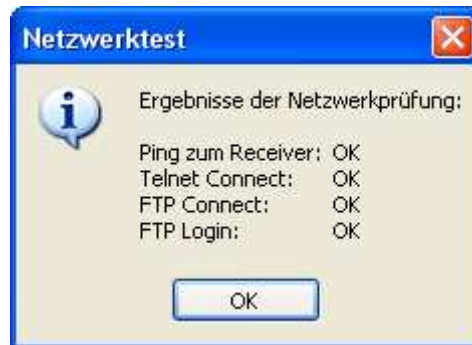 Netzwerktest
Ergebnisse der Netzwerkprüfung:
Ping zum Receiver: OK
Telnet Connect: OK
FTP Connect: OK
FTP Login: OK
OK